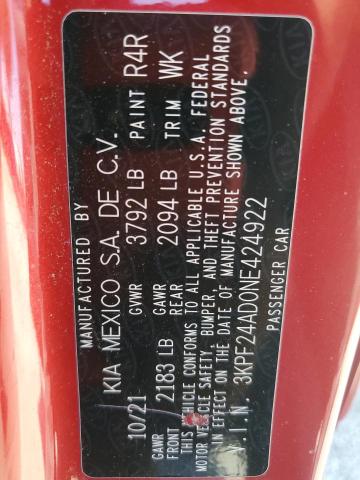 MANUFACTURED BY
KIA MEXICO S.A. DE C.V.
10/21 GVWR 3792 LB PAINT R4R
GAWR FRONT 2183 LB GAWR REAR 2094 LB TRIM WK
THIS VEHICLE CONFORMS TO ALL APPLICABLE U.S.A. FEDERAL
MOTOR VEHICLE SAFETY, BUMPER, AND THEFT PREVENTION STANDARDS
IN EFFECT ON THE DATE OF MANUFACTURE SHOWN ABOVE.
V.I.N. 3KPF24AD0NE424922
PASSENGER CAR